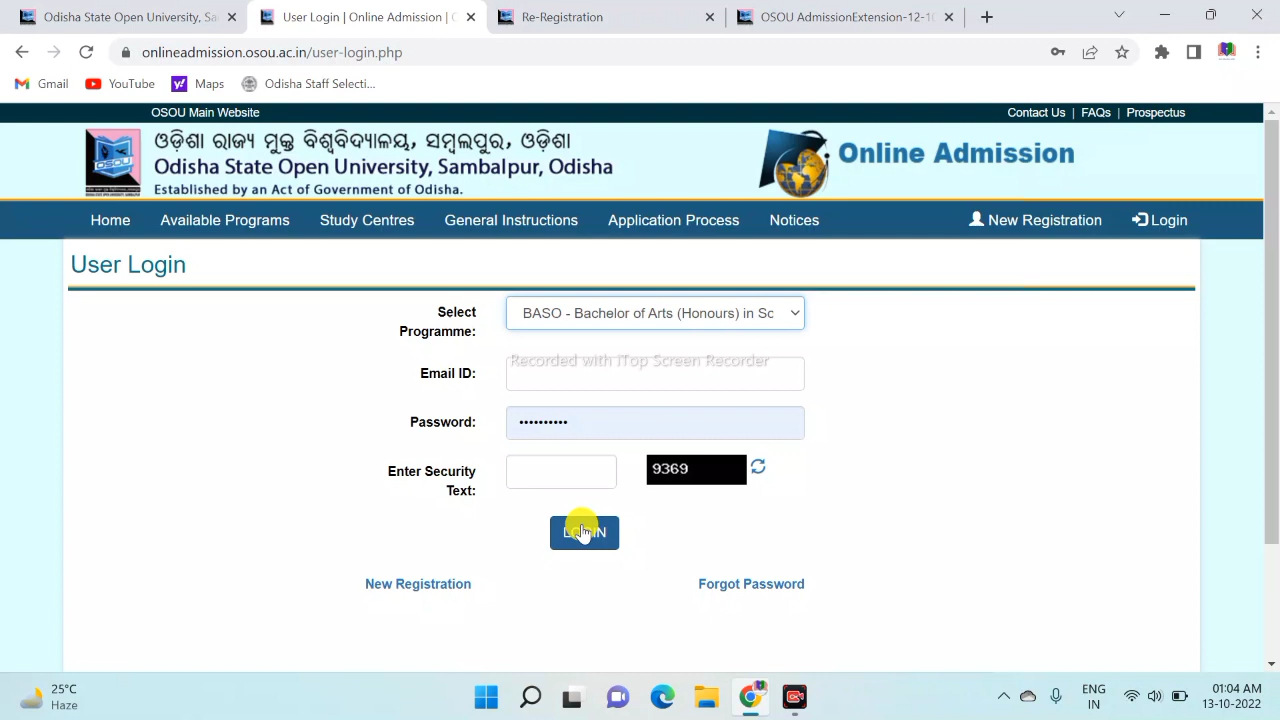 Odisha State Open University, Sa
User Login | Online Admission |
Re-Registration
OSOU AdmissionExtension-12-10
onlineadmission.osou.ac.in/user-login.php
Gmail
YouTube
Maps
Odisha Staff Selecti...
OSOU Main Website
Contact Us | FAQs | Prospectus
OSOU
ଓଡ଼ିଶା ରାଜ୍ୟ ମୁକ୍ତ ବିଶ୍ୱବିଦ୍ୟାଳୟ, ସମ୍ବଲପୁର, ଓଡ଼ିଶା
Odisha State Open University, Sambalpur, Odisha
Established by an Act of Government of Odisha.
Online Admission
Home
Available Programs
Study Centres
General Instructions
Application Process
Notices
New Registration
Login
User Login
Select
Programme:
BASO - Bachelor of Arts (Honours) in Sc
Recorded with iTop Screen Recorder
Email ID:
Password:
Enter Security
Text:
9369
LOGIN
New Registration
Forgot Password
25°C
Haze
ENG
IN
01:04 AM
13-10-2022